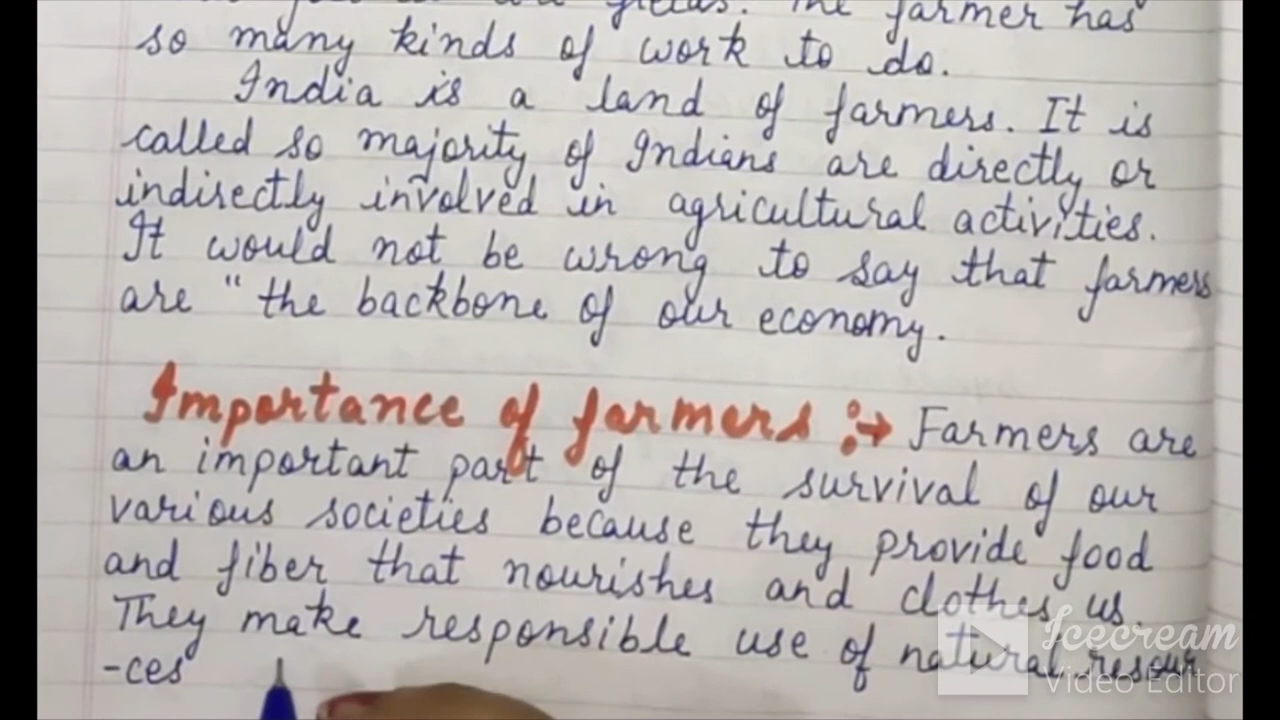 yields. The farmer has
so many kinds of work to do.
India is a land of farmers. It is
called so majority of Indians are directly or
indirectly involved in agricultural activities.
It would not be wrong to say that farmers
are " the backbone of our economy.
Importance of farmers :→ Farmers are
an important part of the survival of our
various societies because they provide food
and fiber that nourishes and clothes us.
They make responsible use of natural resour
-ces
Icecream
Video Editor